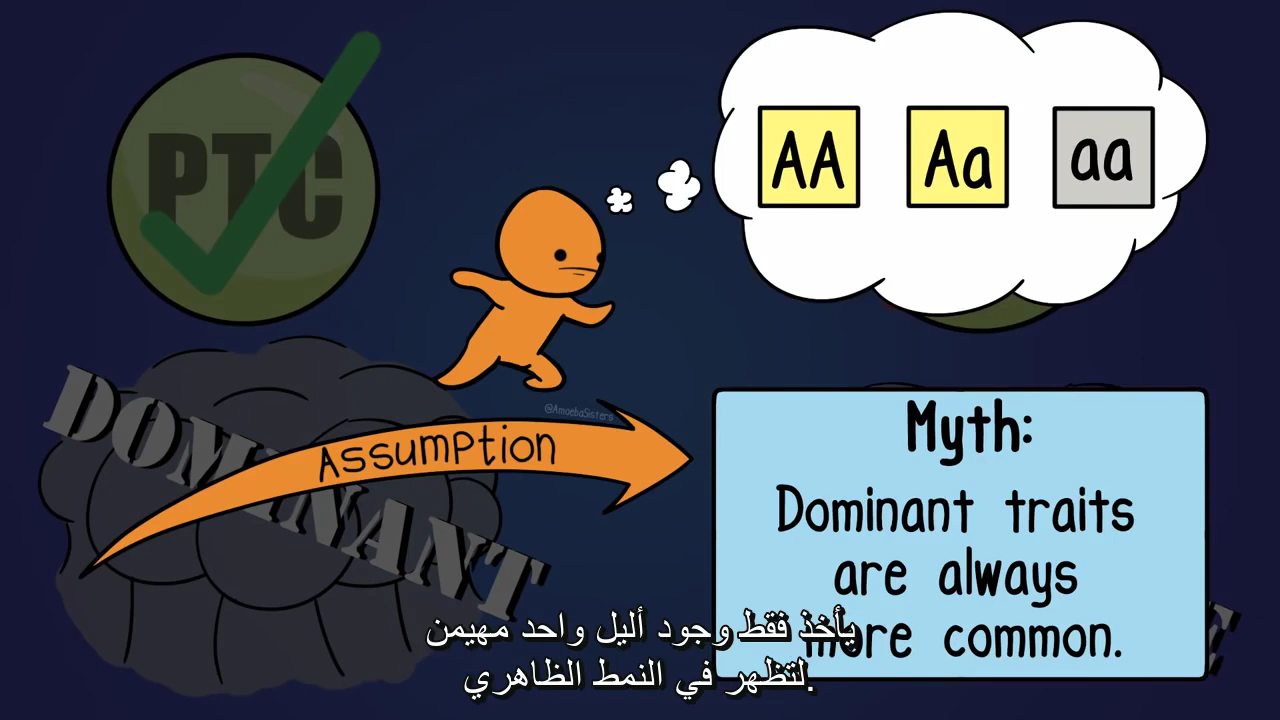 PTC
AA
Aa
aa
DOMINANT
@AmoebaSisters
Assumption
Myth:
Dominant traits
are always
more common.
يأخذ فقط وجود أليل واحد مهيمن
لتظهر في النمط الظاهري.